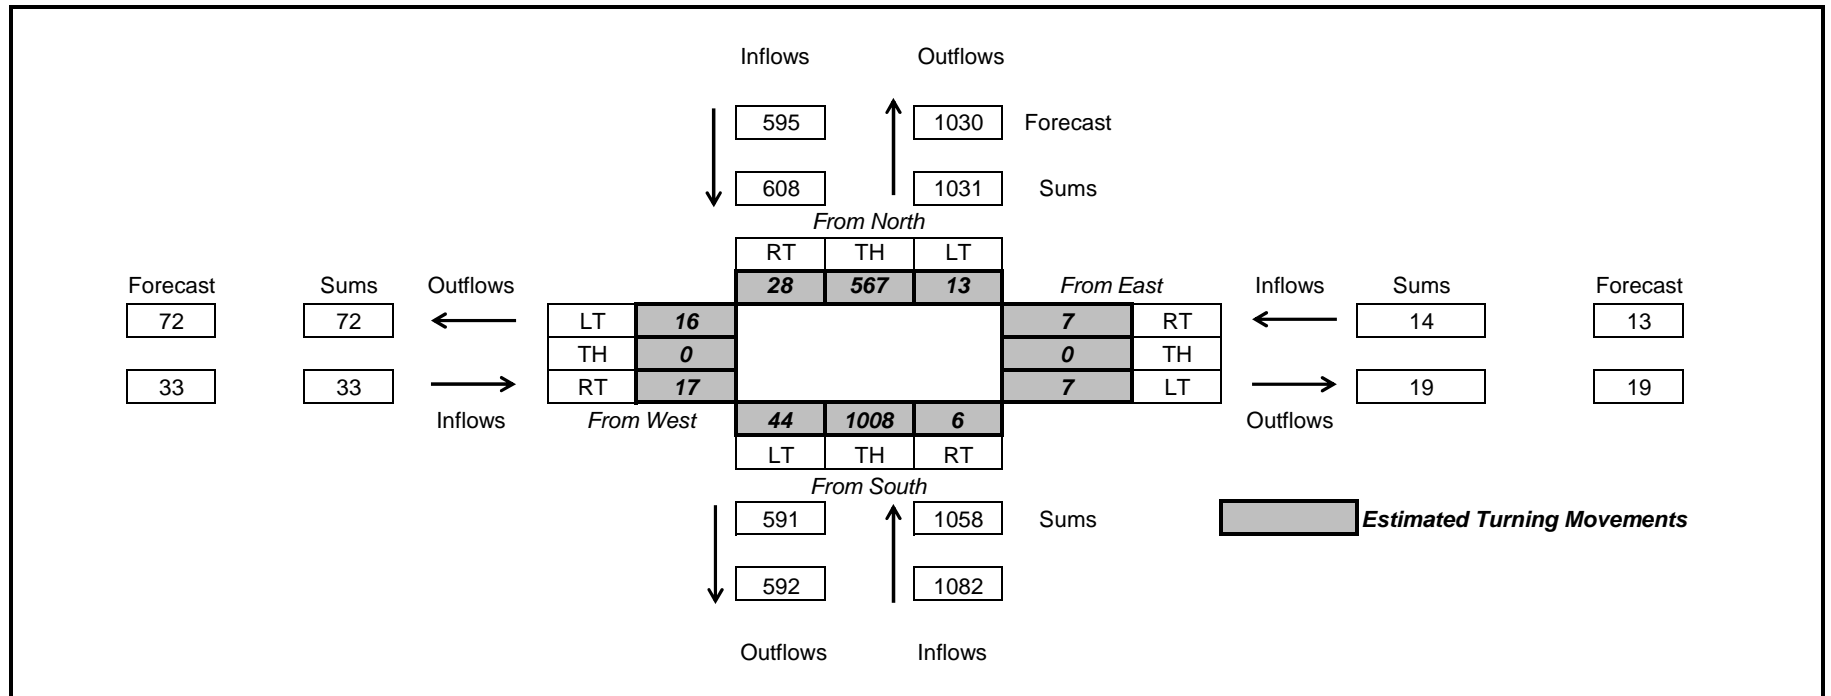 Inflows Outflows
595 1030 Forecast
608 1031 Sums
From North
RT TH LT
Forecast Sums Outflows 28 567 13 From East Inflows Sums Forecast
72 72 LT 16 7 RT 14 13
TH 0 0 TH
33 33 RT 17 7 LT 19 19
Inflows From West 44 1008 6 Outflows
LT TH RT
From South
591 1058 Sums Estimated Turning Movements
592 1082
Outflows Inflows